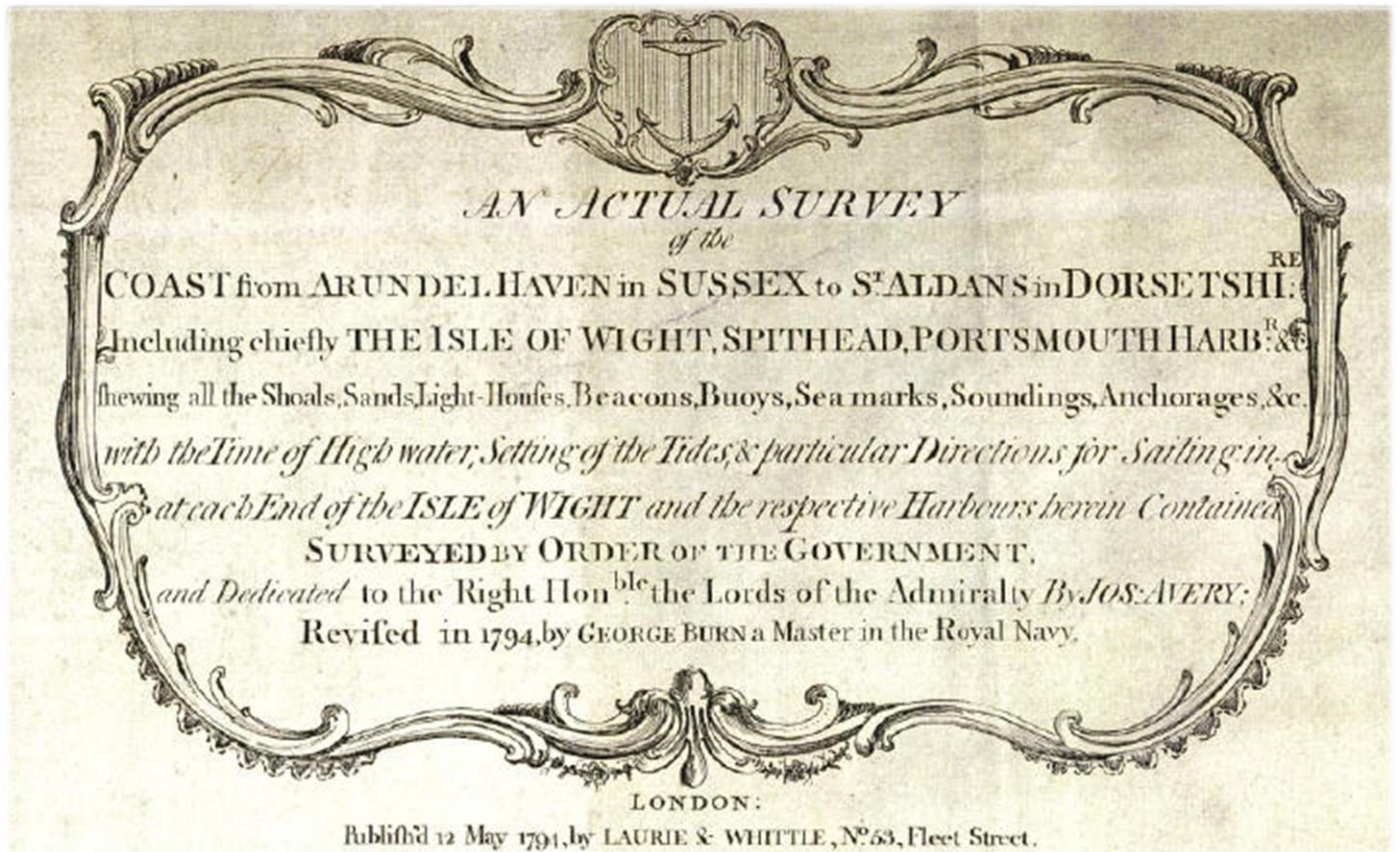 AN ACTUAL SURVEY
of the
COAST from ARUNDEL HAVEN in SUSSEX to S.T ALDANS in DORSETSHI.RE
Including chiefly THE ISLE OF WIGHT, SPITHEAD, PORTSMOUTH HARB.R &c
ſhewing all the Shoals, Sands, Light-Houſes, Beacons, Buoys, Sea marks, Soundings, Anchorages, &c.
with the Time of High water, Setting of the Tides, & particular Directions for Sailing in,
at each End of the ISLE of WIGHT and the reſpective Harbours herein Contained
SURVEYED BY ORDER OF THE GOVERNMENT,
and Dedicated to the Right Hon.ble the Lords of the Admiralty By JOS: AVERY;
Reviſed in 1794, by GEORGE BURN a Master in the Royal Navy.
LONDON:
Publiſh'd 12 May 1794, by LAURIE & WHITTLE, No. 53, Fleet Street.